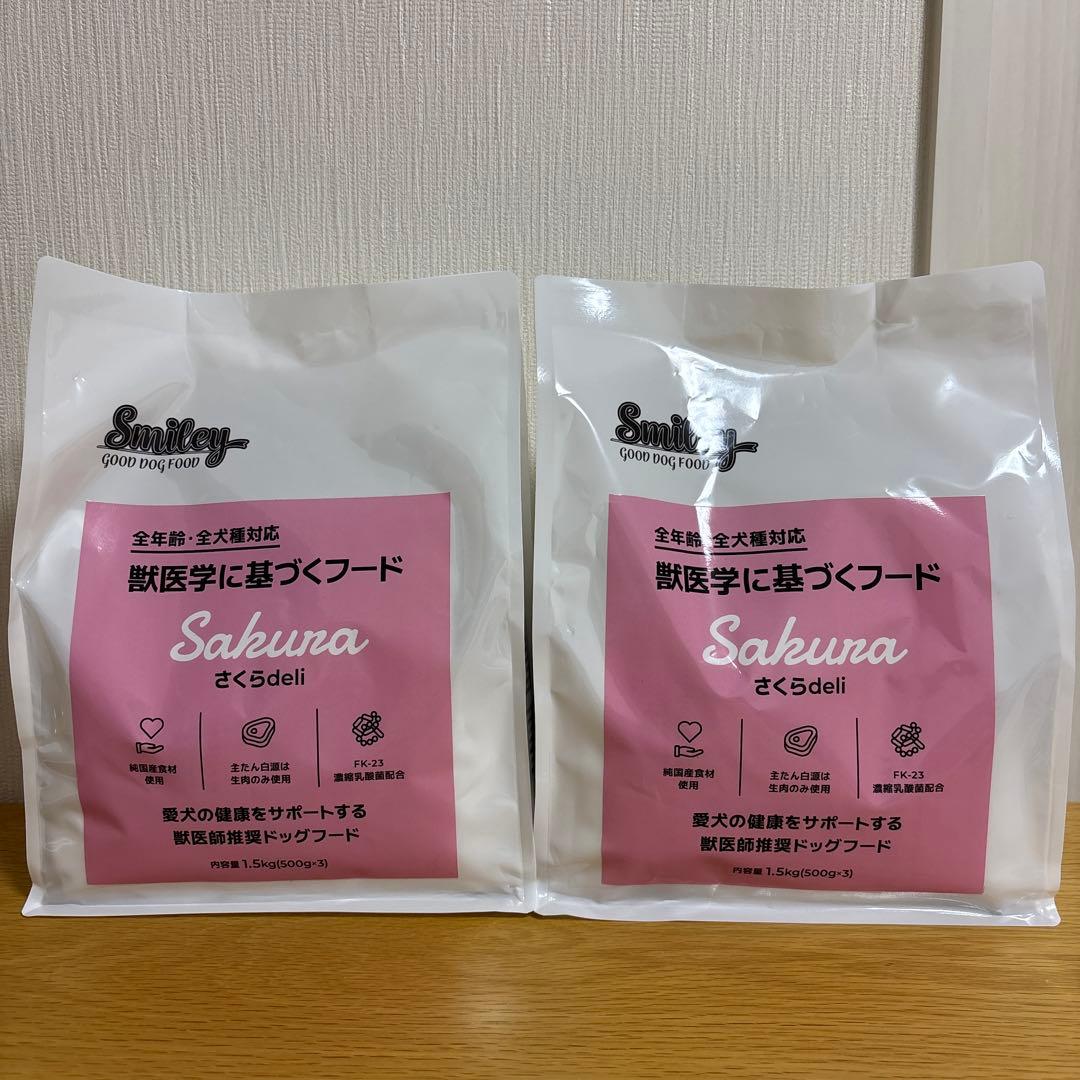 Smiley
GOOD DOG FOOD
全年齢・全犬種対応
獣医学に基づくフード
Sakura
さくらdeli
純国産食材
使用
主たん白源は
生肉のみ使用
FK-23
濃縮乳酸菌配合
愛犬の健康をサポートする
獣医師推奨ドッグフード
内容量 1.5kg(500g×3)
Smiley
GOOD DOG FOOD
全年齢・全犬種対応
獣医学に基づくフード
Sakura
さくらdeli
純国産食材
使用
主たん白源は
生肉のみ使用
FK-23
濃縮乳酸菌配合
愛犬の健康をサポートする
獣医師推奨ドッグフード
内容量 1.5kg(500g×3)